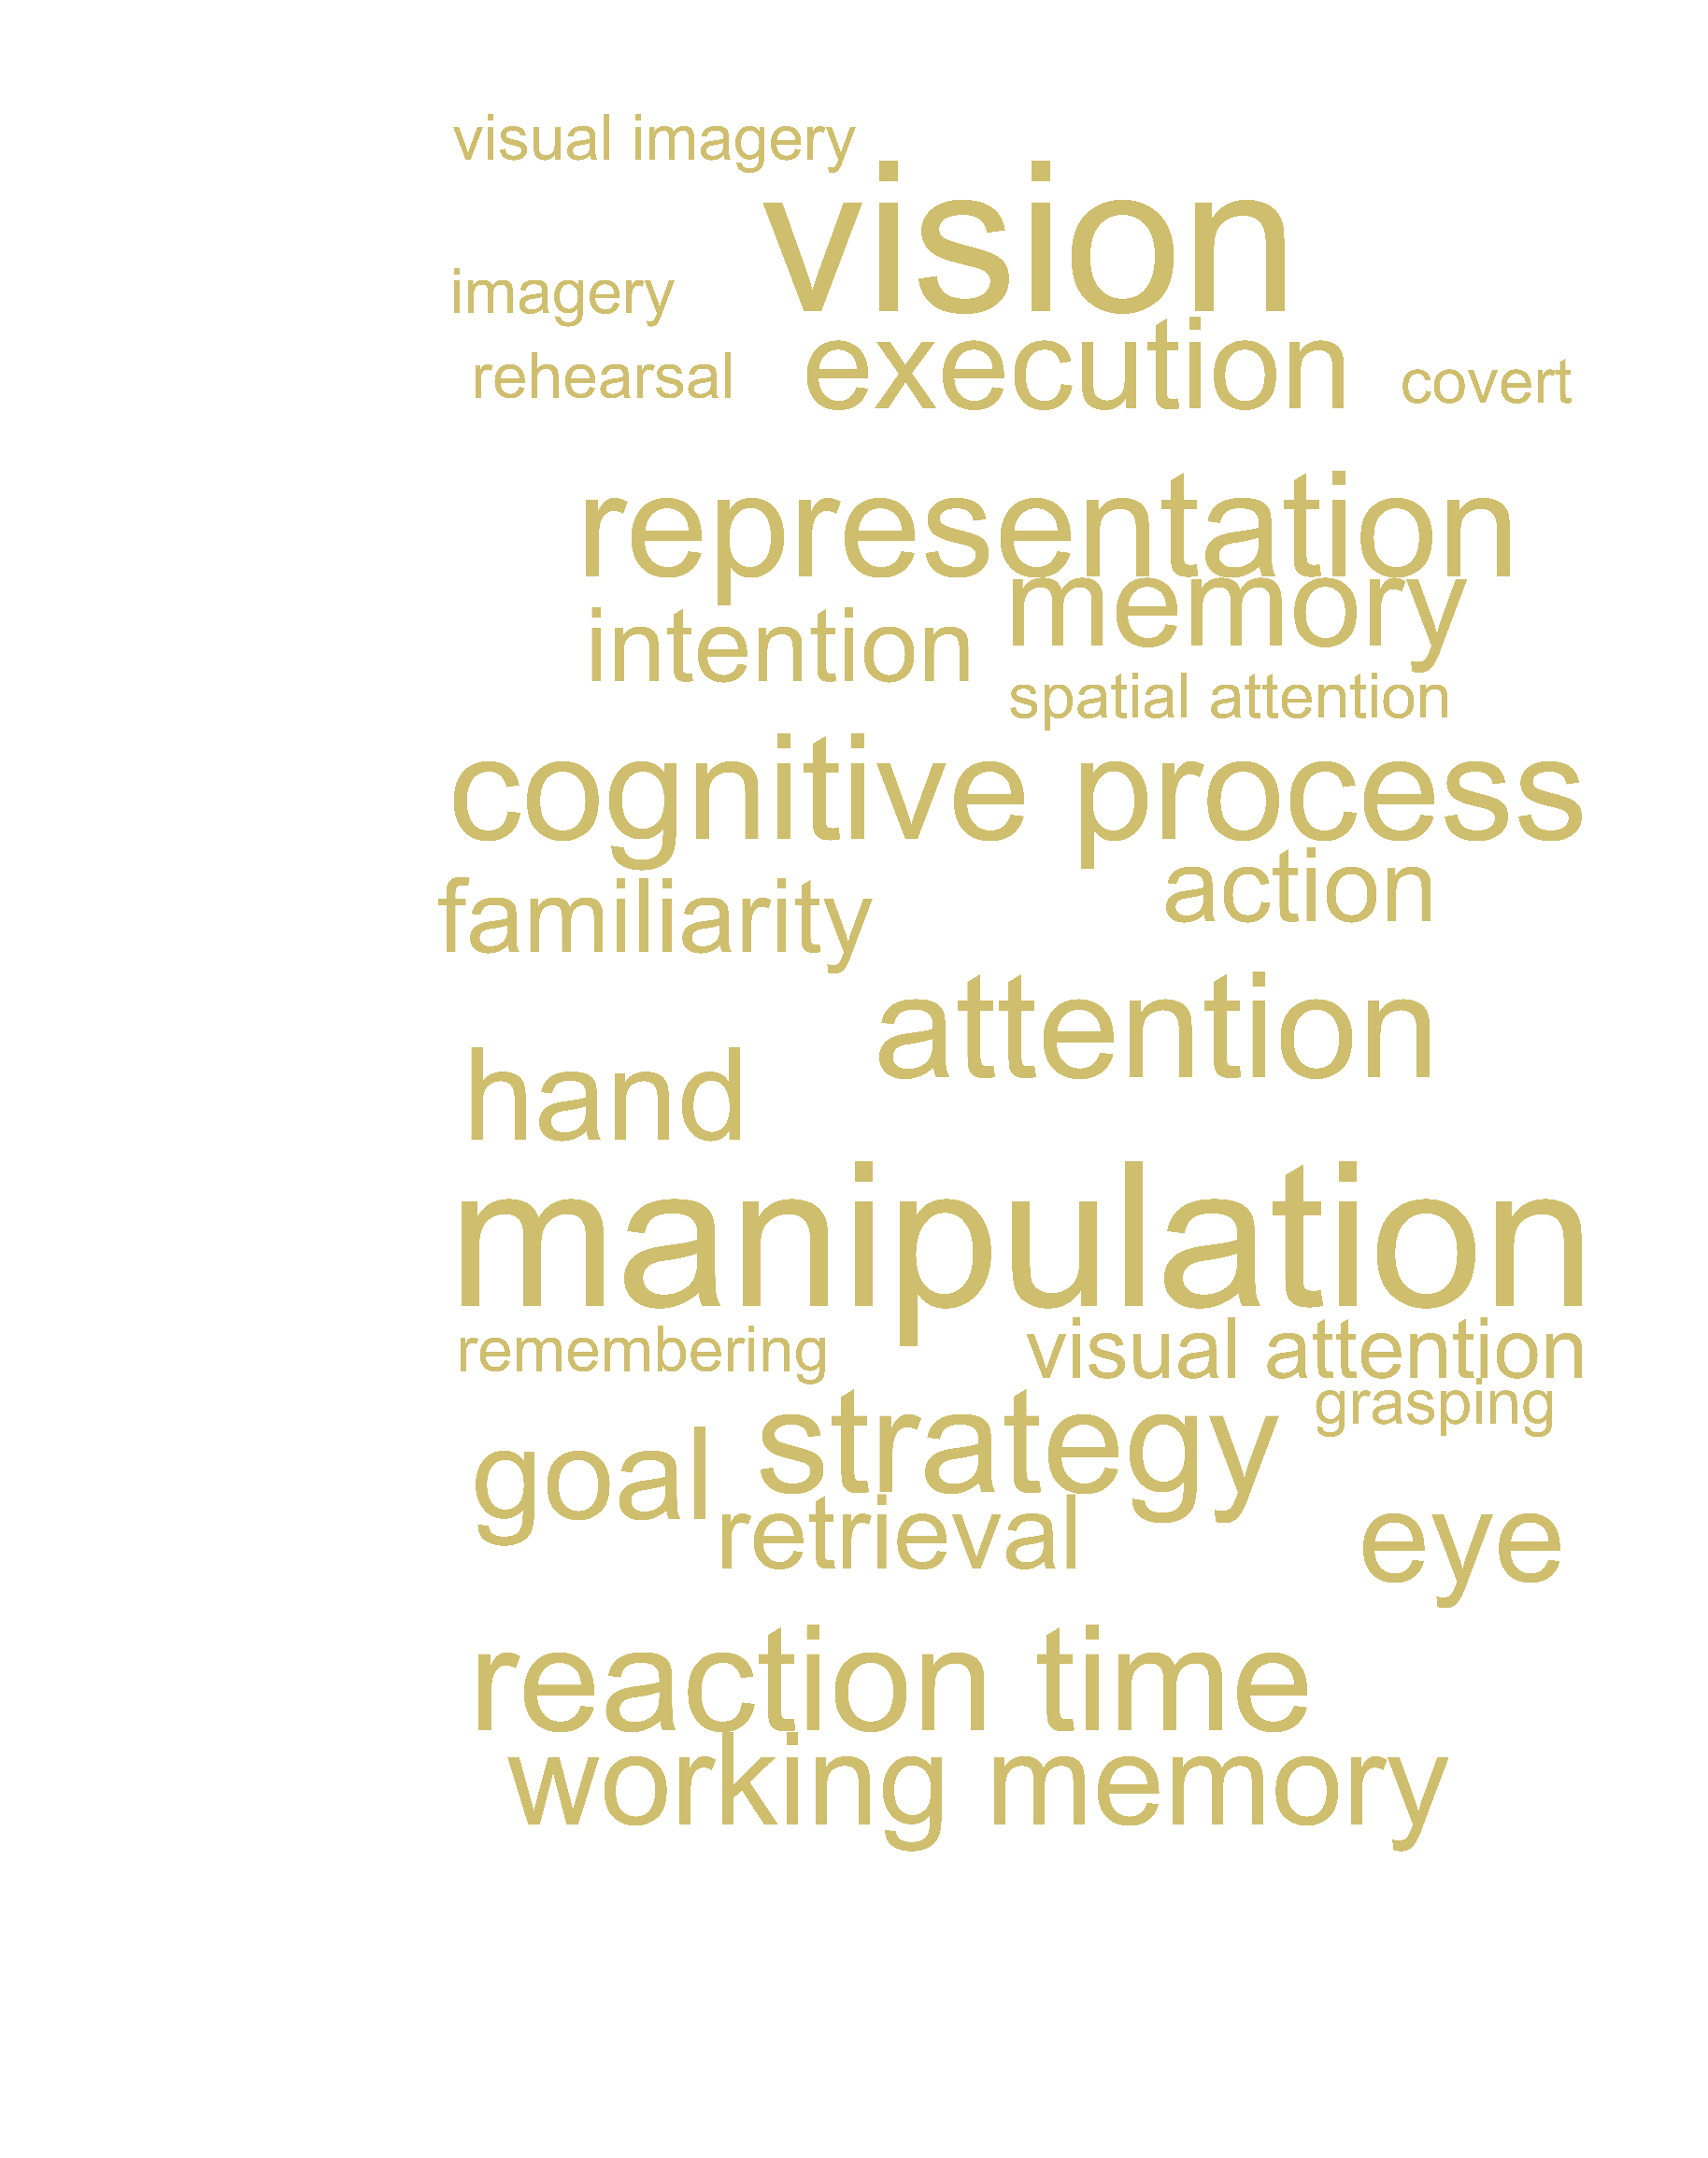 visual imagery
vision
imagery
execution
rehearsal
covert
representation
memory
intention
spatial attention
cognitive process
action
familiarity
attention
hand
manipulation
remembering
visual attention
grasping
strategy
goal
retrieval
eye
reaction time
working memory